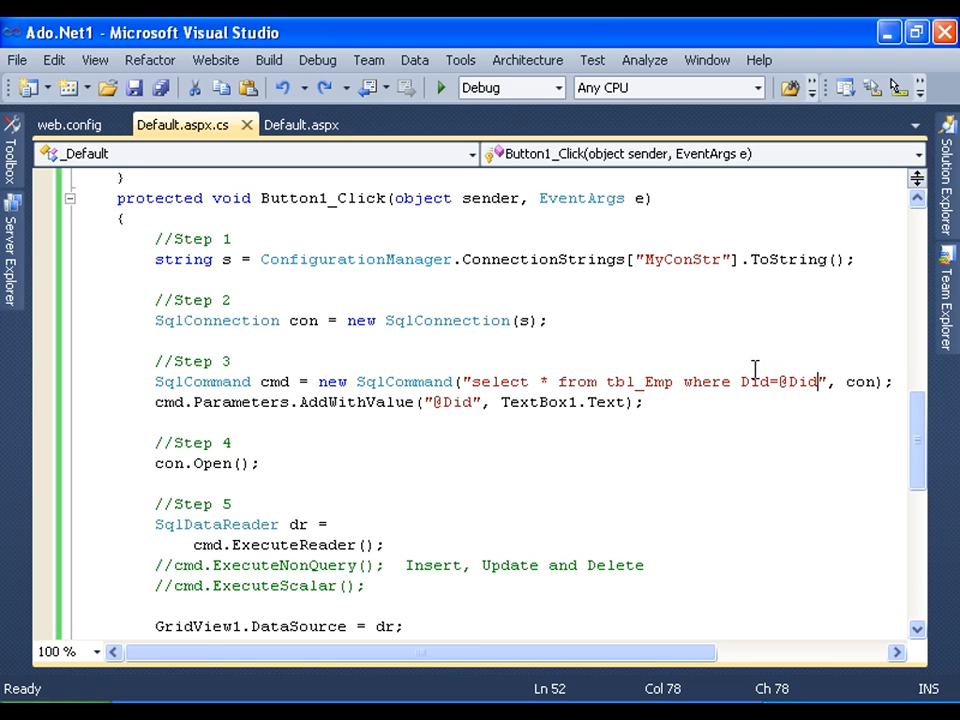 Ado.Net1 - Microsoft Visual Studio
File Edit View Refactor Website Build Debug Team Data Tools Architecture Test Analyze Window Help
Debug Any CPU
web.config Default.aspx.cs Default.aspx
_Default Button1_Click(object sender, EventArgs e)
}
protected void Button1_Click(object sender, EventArgs e)
{
//Step 1
string s = ConfigurationManager.ConnectionStrings["MyConStr"].ToString();
//Step 2
SqlConnection con = new SqlConnection(s);
//Step 3
SqlCommand cmd = new SqlCommand("select * from tbl_Emp where Did=@Did", con);
cmd.Parameters.AddWithValue("@Did", TextBox1.Text);
//Step 4
con.Open();
//Step 5
SqlDataReader dr =
cmd.ExecuteReader();
//cmd.ExecuteNonQuery(); Insert, Update and Delete
//cmd.ExecuteScalar();
GridView1.DataSource = dr;
100 %
Ready Ln 52 Col 78 Ch 78 INS
Toolbox
Server Explorer
Solution Explorer
Team Explorer